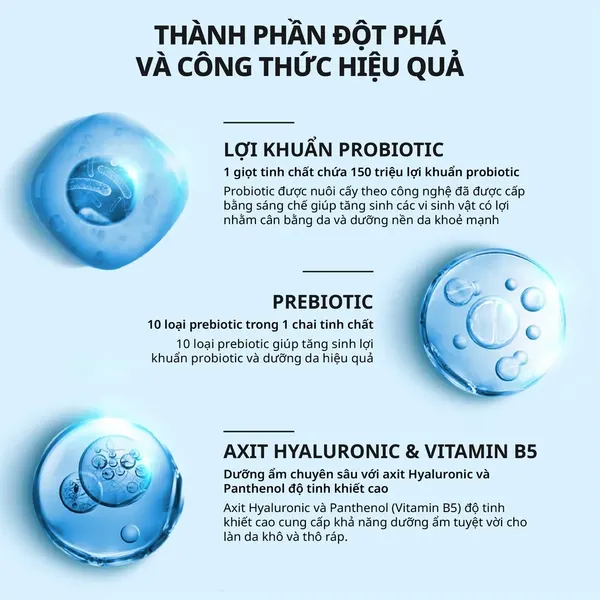 THÀNH PHẦN ĐỘT PHÁ
VÀ CÔNG THỨC HIỆU QUẢ
LỢI KHUẨN PROBIOTIC
1 giọt tinh chất chứa 150 triệu lợi khuẩn probiotic
Probiotic được nuôi cấy theo công nghệ đã được cấp
bằng sáng chế giúp tăng sinh các vi sinh vật có lợi
nhằm cân bằng da và dưỡng nền da khoẻ mạnh
PREBIOTIC
10 loại prebiotic trong 1 chai tinh chất
10 loại prebiotic giúp tăng sinh lợi
khuẩn probiotic và dưỡng da hiệu quả
AXIT HYALURONIC & VITAMIN B5
Dưỡng ẩm chuyên sâu với axit Hyaluronic và
Panthenol độ tinh khiết cao
Axit Hyaluronic và Panthenol (Vitamin B5) độ tinh
khiết cao cung cấp khả năng dưỡng ẩm tuyệt vời cho
làn da khô và thô ráp.